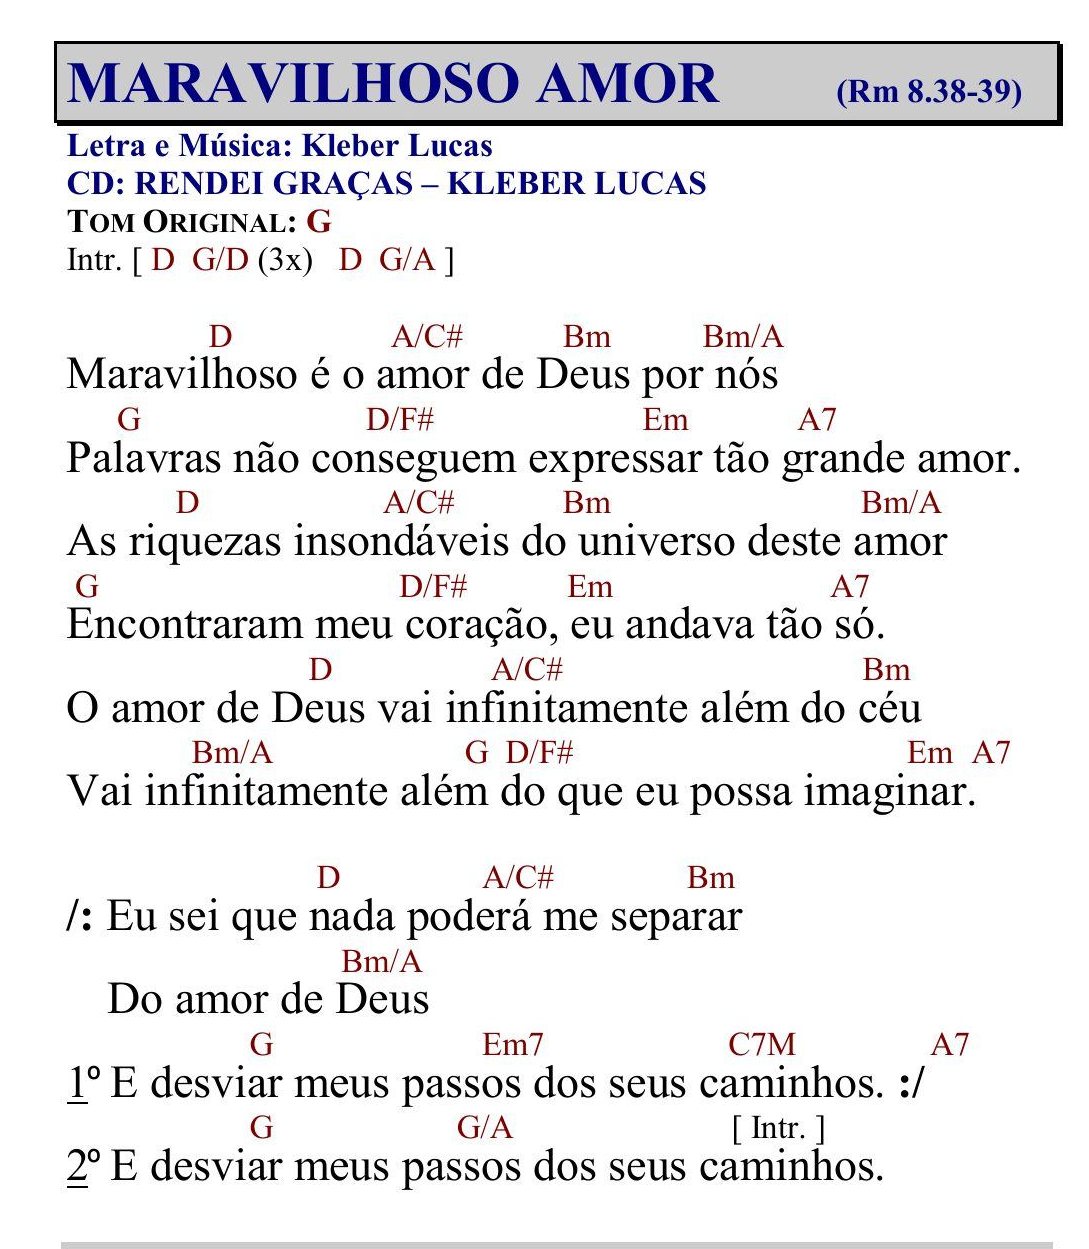 MARAVILHOSO AMOR (Rm 8.38-39)
Letra e Música: Kleber Lucas
CD: RENDEI GRAÇAS – KLEBER LUCAS
TOM ORIGINAL: G
Intr. [ D G/D (3x) D G/A ]
D A/C# Bm Bm/A
Maravilhoso é o amor de Deus por nós
G D/F# Em A7
Palavras não conseguem expressar tão grande amor.
D A/C# Bm Bm/A
As riquezas insondáveis do universo deste amor
G D/F# Em A7
Encontraram meu coração, eu andava tão só.
D A/C# Bm
O amor de Deus vai infinitamente além do céu
Bm/A G D/F# Em A7
Vai infinitamente além do que eu possa imaginar.
D A/C# Bm
/: Eu sei que nada poderá me separar
Bm/A
Do amor de Deus
G Em7 C7M A7
1º E desviar meus passos dos seus caminhos. :/
G G/A [ Intr. ]
2º E desviar meus passos dos seus caminhos.